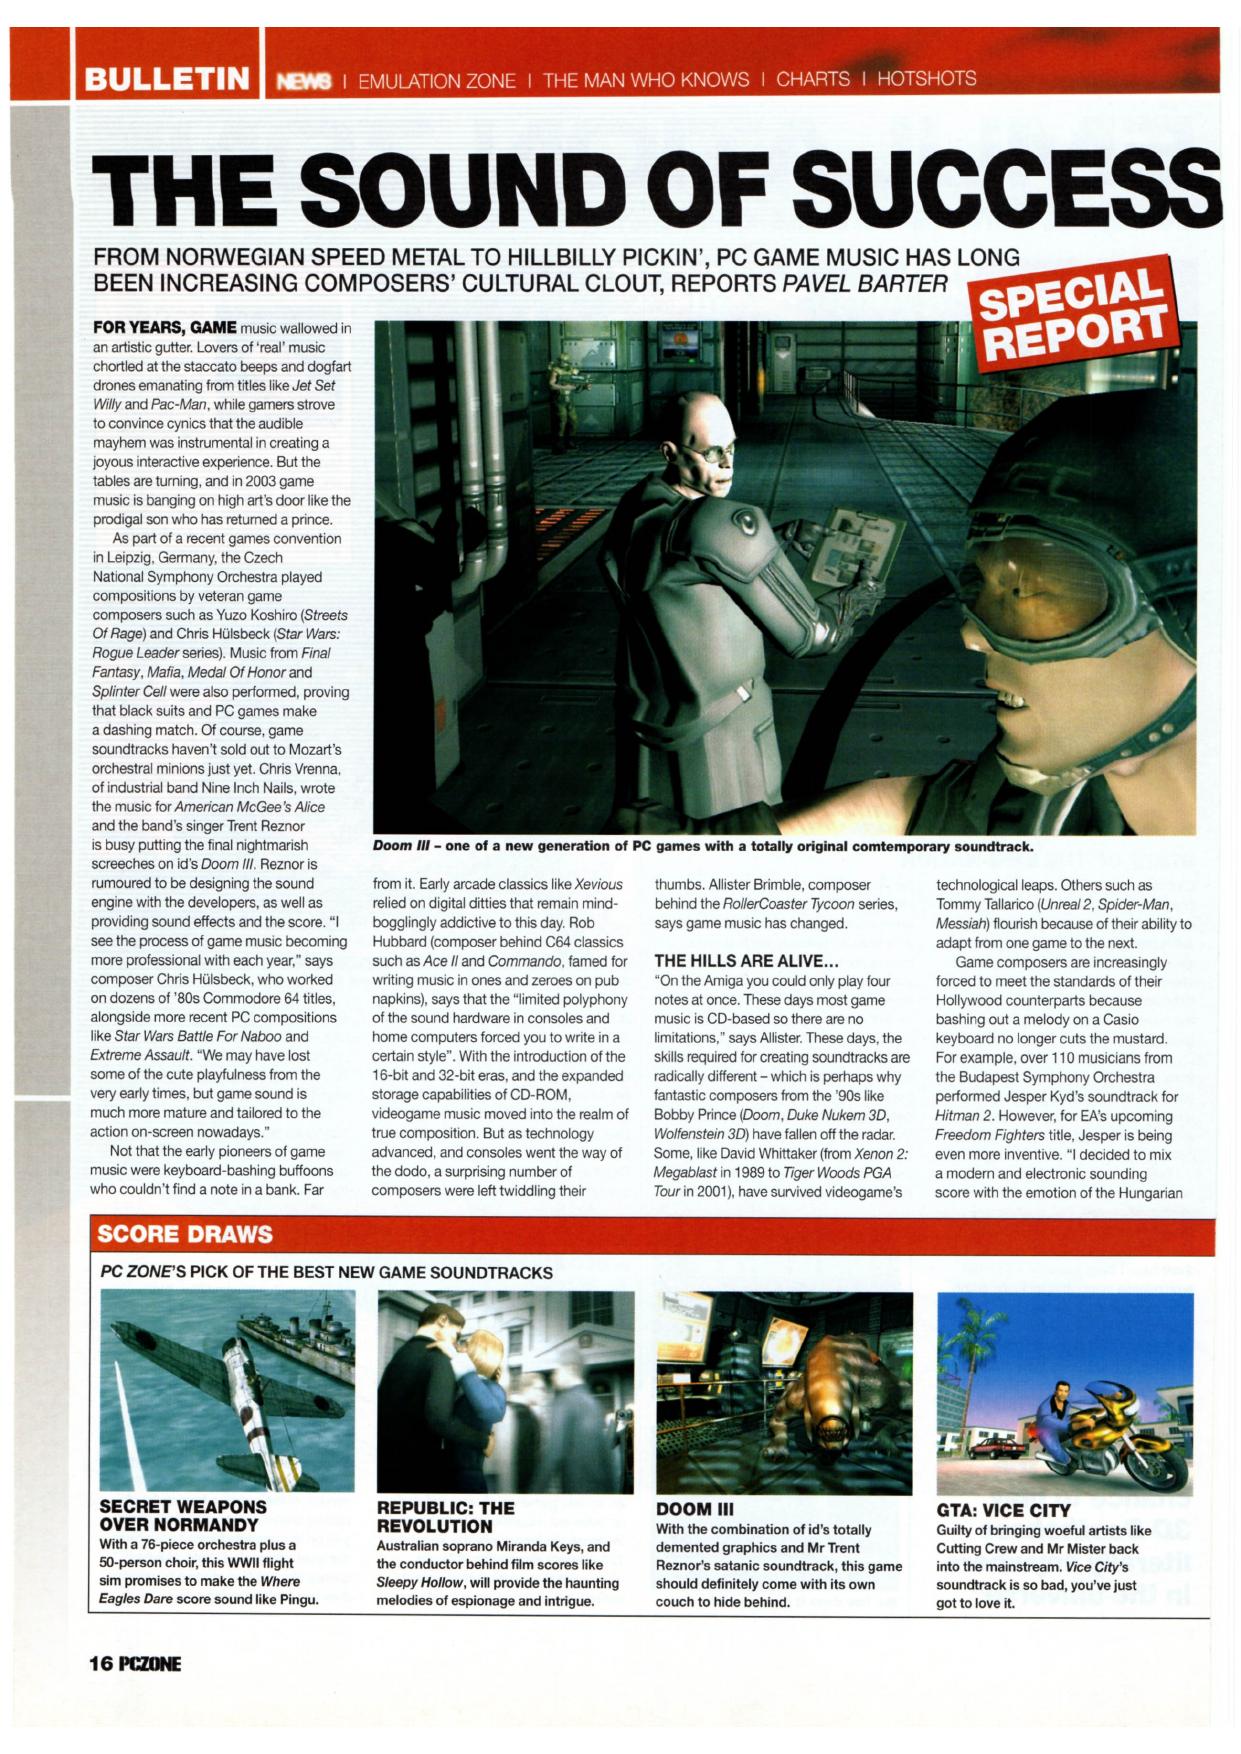 BULLETIN
NEWS | EMULATION ZONE | THE MAN WHO KNOWS | CHARTS | HOTSHOTS
THE SOUND OF SUCCESS
FROM NORWEGIAN SPEED METAL TO HILLBILLY PICKIN', PC GAME MUSIC HAS LONG
BEEN INCREASING COMPOSERS' CULTURAL CLOUT, REPORTS PAVEL BARTER
SPECIAL
REPORT
FOR YEARS, GAME music wallowed in
an artistic gutter. Lovers of 'real' music
chortled at the staccato beeps and dogfart
drones emanating from titles like Jet Set
Willy and Pac-Man, while gamers strove
to convince cynics that the audible
mayhem was instrumental in creating a
joyous interactive experience. But the
tables are turning, and in 2003 game
music is banging on high art's door like the
prodigal son who has returned a prince.
As part of a recent games convention
in Leipzig, Germany, the Czech
National Symphony Orchestra played
compositions by veteran game
composers such as Yuzo Koshiro (Streets
Of Rage) and Chris Hülsbeck (Star Wars:
Rogue Leader series). Music from Final
Fantasy, Mafia, Medal Of Honor and
Splinter Cell were also performed, proving
that black suits and PC games make
a dashing match. Of course, game
soundtracks haven't sold out to Mozart's
orchestral minions just yet. Chris Vrenna,
of industrial band Nine Inch Nails, wrote
the music for American McGee's Alice
and the band's singer Trent Reznor
is busy putting the final nightmarish
screeches on id's Doom III. Reznor is
rumoured to be designing the sound
engine with the developers, as well as
providing sound effects and the score. "I
see the process of game music becoming
more professional with each year," says
composer Chris Hülsbeck, who worked
on dozens of '80s Commodore 64 titles,
alongside more recent PC compositions
like Star Wars Battle For Naboo and
Extreme Assault. "We may have lost
some of the cute playfulness from the
very early times, but game sound is
much more mature and tailored to the
action on-screen nowadays."
Not that the early pioneers of game
music were keyboard-bashing buffoons
who couldn't find a note in a bank. Far
Doom III – one of a new generation of PC games with a totally original comtemporary soundtrack.
from it. Early arcade classics like Xevious
relied on digital ditties that remain mind-
bogglingly addictive to this day. Rob
Hubbard (composer behind C64 classics
such as Ace II and Commando, famed for
writing music in ones and zeroes on pub
napkins), says that the "limited polyphony
of the sound hardware in consoles and
home computers forced you to write in a
certain style". With the introduction of the
16-bit and 32-bit eras, and the expanded
storage capabilities of CD-ROM,
videogame music moved into the realm of
true composition. But as technology
advanced, and consoles went the way of
the dodo, a surprising number of
composers were left twiddling their
thumbs. Allister Brimble, composer
behind the RollerCoaster Tycoon series,
says game music has changed.
THE HILLS ARE ALIVE...
"On the Amiga you could only play four
notes at once. These days most game
music is CD-based so there are no
limitations," says Allister. These days, the
skills required for creating soundtracks are
radically different – which is perhaps why
fantastic composers from the '90s like
Bobby Prince (Doom, Duke Nukem 3D,
Wolfenstein 3D) have fallen off the radar.
Some, like David Whittaker (from Xenon 2:
Megablast in 1989 to Tiger Woods PGA
Tour in 2001), have survived videogame's
technological leaps. Others such as
Tommy Tallarico (Unreal 2, Spider-Man,
Messiah) flourish because of their ability to
adapt from one game to the next.
Game composers are increasingly
forced to meet the standards of their
Hollywood counterparts because
bashing out a melody on a Casio
keyboard no longer cuts the mustard.
For example, over 110 musicians from
the Budapest Symphony Orchestra
performed Jesper Kyd's soundtrack for
Hitman 2. However, for EA's upcoming
Freedom Fighters title, Jesper is being
even more inventive. "I decided to mix
a modern and electronic sounding
score with the emotion of the Hungarian
SCORE DRAWS
PC ZONE'S PICK OF THE BEST NEW GAME SOUNDTRACKS
SECRET WEAPONS
OVER NORMANDY
With a 76-piece orchestra plus a
50-person choir, this WWII flight
sim promises to make the Where
Eagles Dare score sound like Pingu.
REPUBLIC: THE
REVOLUTION
Australian soprano Miranda Keys, and
the conductor behind film scores like
Sleepy Hollow, will provide the haunting
melodies of espionage and intrigue.
DOOM III
With the combination of id's totally
demented graphics and Mr Trent
Reznor's satanic soundtrack, this game
should definitely come with its own
couch to hide behind.
GTA: VICE CITY
Guilty of bringing woeful artists like
Cutting Crew and Mr Mister back
into the mainstream. Vice City's
soundtrack is so bad, you've just
got to love it.
16 PCZONE